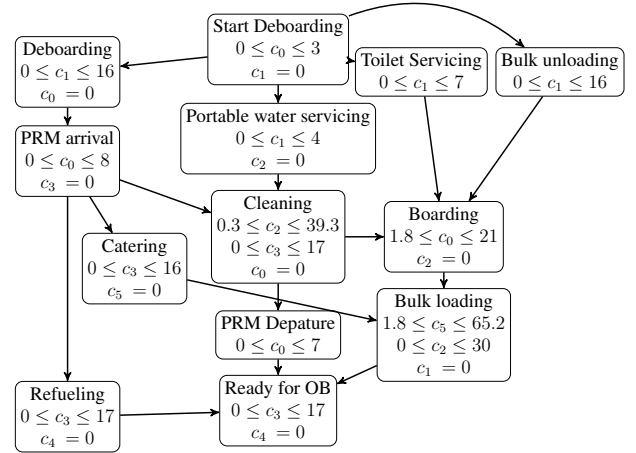 Start Deboarding
0 ≤ c₀ ≤ 3
c₁ = 0
Deboarding
0 ≤ c₁ ≤ 16
c₀ = 0
Toilet Servicing
0 ≤ c₁ ≤ 7
Bulk unloading
0 ≤ c₁ ≤ 16
Portable water servicing
0 ≤ c₁ ≤ 4
c₂ = 0
PRM arrival
0 ≤ c₀ ≤ 8
c₃ = 0
Cleaning
0.3 ≤ c₂ ≤ 39.3
0 ≤ c₃ ≤ 17
c₀ = 0
Boarding
1.8 ≤ c₀ ≤ 21
c₂ = 0
Catering
0 ≤ c₃ ≤ 16
c₅ = 0
Bulk loading
1.8 ≤ c₅ ≤ 65.2
0 ≤ c₂ ≤ 30
c₁ = 0
PRM Depature
0 ≤ c₀ ≤ 7
Refueling
0 ≤ c₃ ≤ 17
c₄ = 0
Ready for OB
0 ≤ c₃ ≤ 17
c₄ = 0